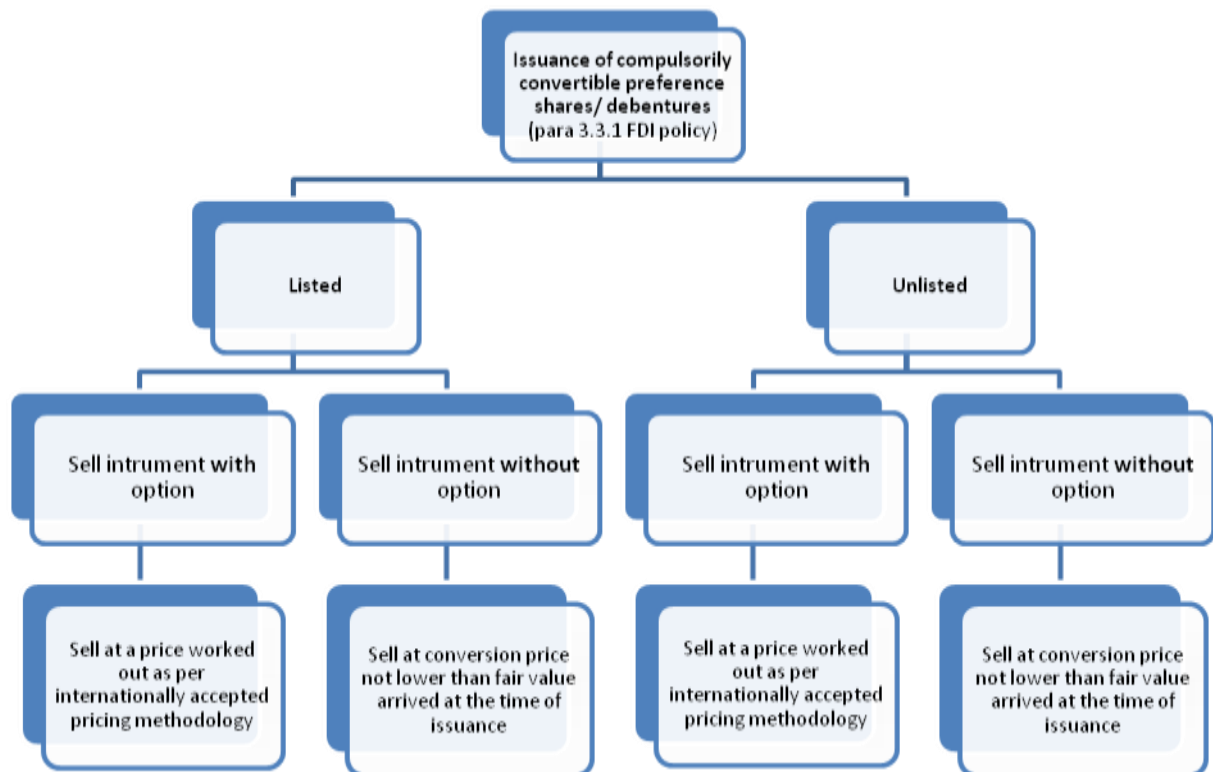 Issuance of compulsorily
convertible preference
shares/ debentures
(para 3.3.1 FDI policy)
Listed
Unlisted
Sell intrument with
option
Sell intrument without
option
Sell intrument with
option
Sell intrument without
option
Sell at a price worked
out as per
internationally accepted
pricing methodology
Sell at conversion price
not lower than fair value
arrived at the time of
issuance
Sell at a price worked
out as per
internationally accepted
pricing methodology
Sell at conversion price
not lower than fair value
arrived at the time of
issuance